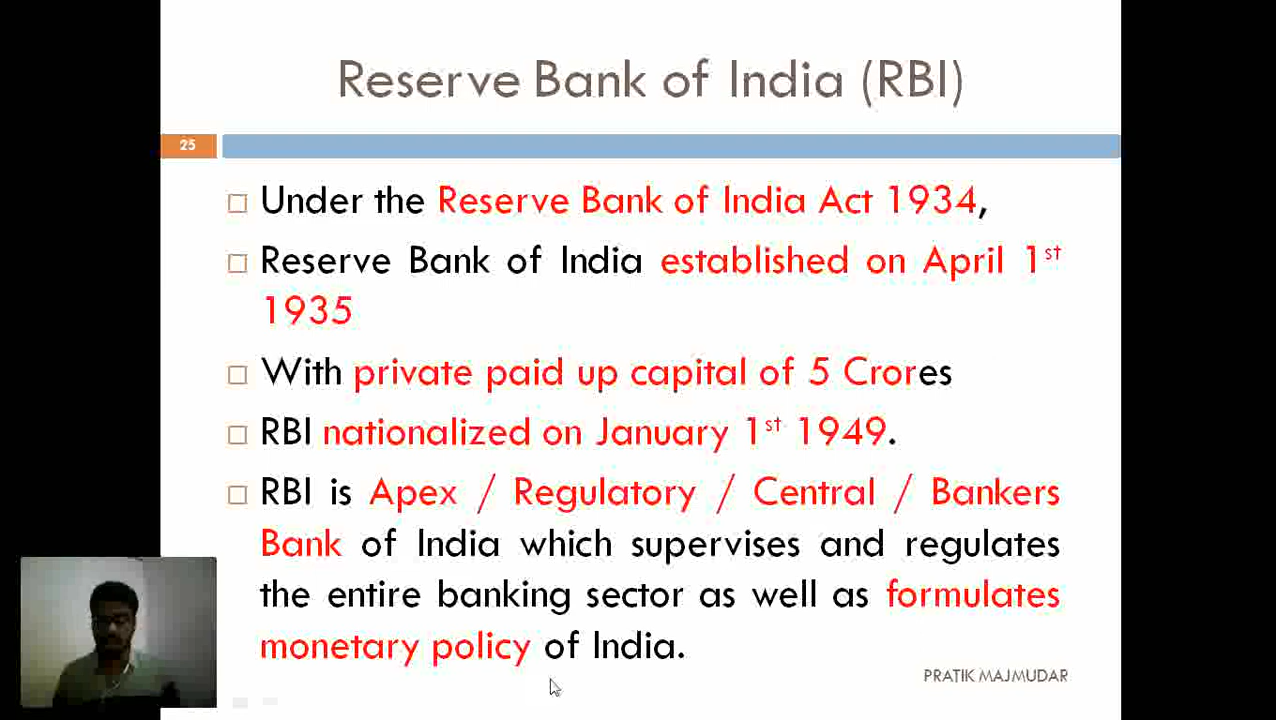 Reserve Bank of India (RBI)
25
Under the Reserve Bank of India Act 1934,
Reserve Bank of India established on April 1st
1935
With private paid up capital of 5 Crores
RBI nationalized on January 1st 1949.
RBI is Apex / Regulatory / Central / Bankers
Bank of India which supervises and regulates
the entire banking sector as well as formulates
monetary policy of India.
PRATIK MAJMUDAR